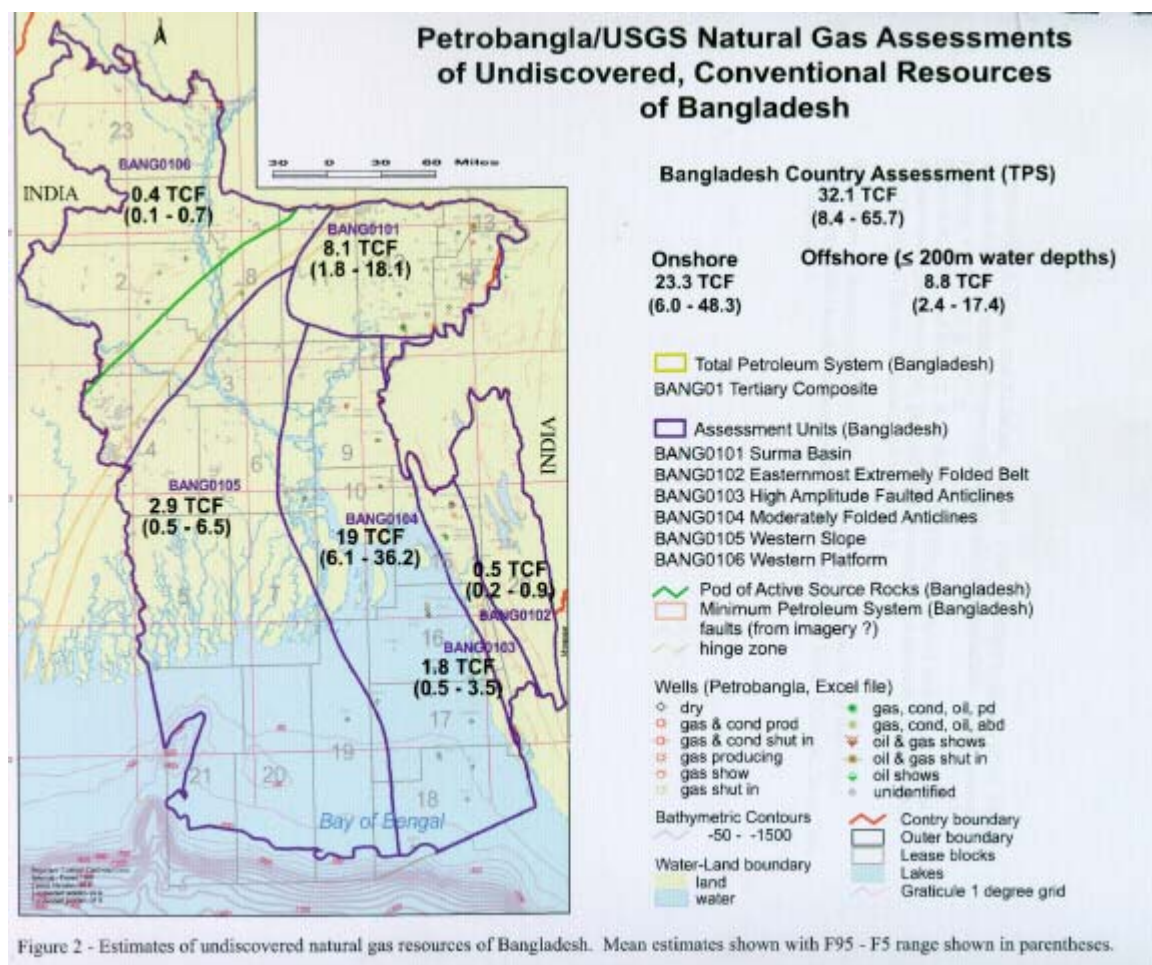 Petrobangla/USGS Natural Gas Assessments
of Undiscovered, Conventional Resources
of Bangladesh
30 0 30 60 Miles
Bangladesh Country Assessment (TPS)
32.1 TCF
(8.4 - 65.7)
Onshore
23.3 TCF
(6.0 - 48.3)
Offshore (≤ 200m water depths)
8.8 TCF
(2.4 - 17.4)
23
BANG0106
INDIA
0.4 TCF
(0.1 - 0.7)
BANG0101
8.1 TCF
(1.8 - 18.1)
13
14
2
8
3
4
6
9
10
INDIA
BANG0105
2.9 TCF
(0.5 - 6.5)
BANG0104
19 TCF
(6.1 - 36.2)
15
0.5 TCF
(0.2 - 0.9)
BANG0102
5
7
16
BANG0103
1.8 TCF
(0.5 - 3.5)
17
19
21
20
18
Bay of Bengal
Total Petroleum System (Bangladesh)
BANG01 Tertiary Composite
Assessment Units (Bangladesh)
BANG0101 Surma Basin
BANG0102 Easternmost Extremely Folded Belt
BANG0103 High Amplitude Faulted Anticlines
BANG0104 Moderately Folded Anticlines
BANG0105 Western Slope
BANG0106 Western Platform
Pod of Active Source Rocks (Bangladesh)
Minimum Petroleum System (Bangladesh)
faults (from imagery ?)
hinge zone
Wells (Petrobangla, Excel file)
dry
gas & cond prod
gas & cond shut in
gas producing
gas show
gas shut in
gas, cond, oil, pd
gas, cond, oil, abd
oil & gas shows
oil & gas shut in
oil shows
unidentified
Bathymetric Contours
-50 - -1500
Water-Land boundary
land
water
Contry boundary
Outer boundary
Lease blocks
Lakes
Graticule 1 degree grid
Figure 2 - Estimates of undiscovered natural gas resources of Bangladesh. Mean estimates shown with F95 - F5 range shown in parentheses.